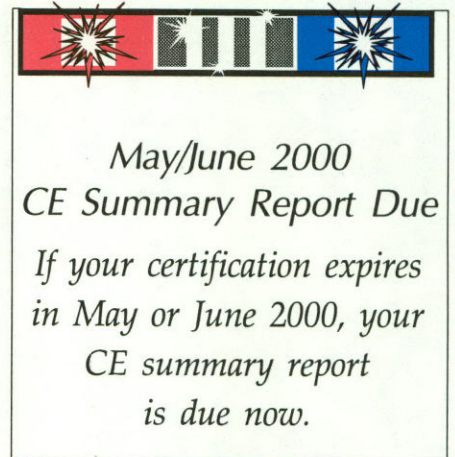 May/June 2000
CE Summary Report Due
If your certification expires
in May or June 2000, your
CE summary report
is due now.